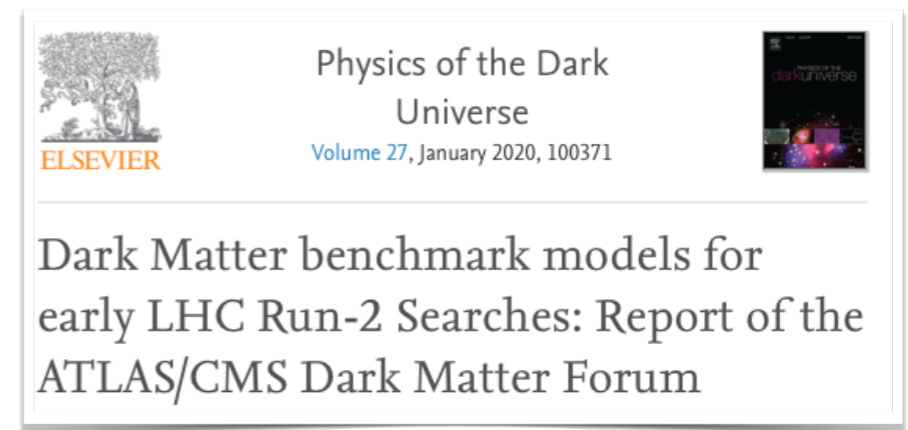 Physics of the Dark
Universe
Volume 27, January 2020, 100371
ELSEVIER
darkuniverse
Dark Matter benchmark models for
early LHC Run-2 Searches: Report of the
ATLAS/CMS Dark Matter Forum